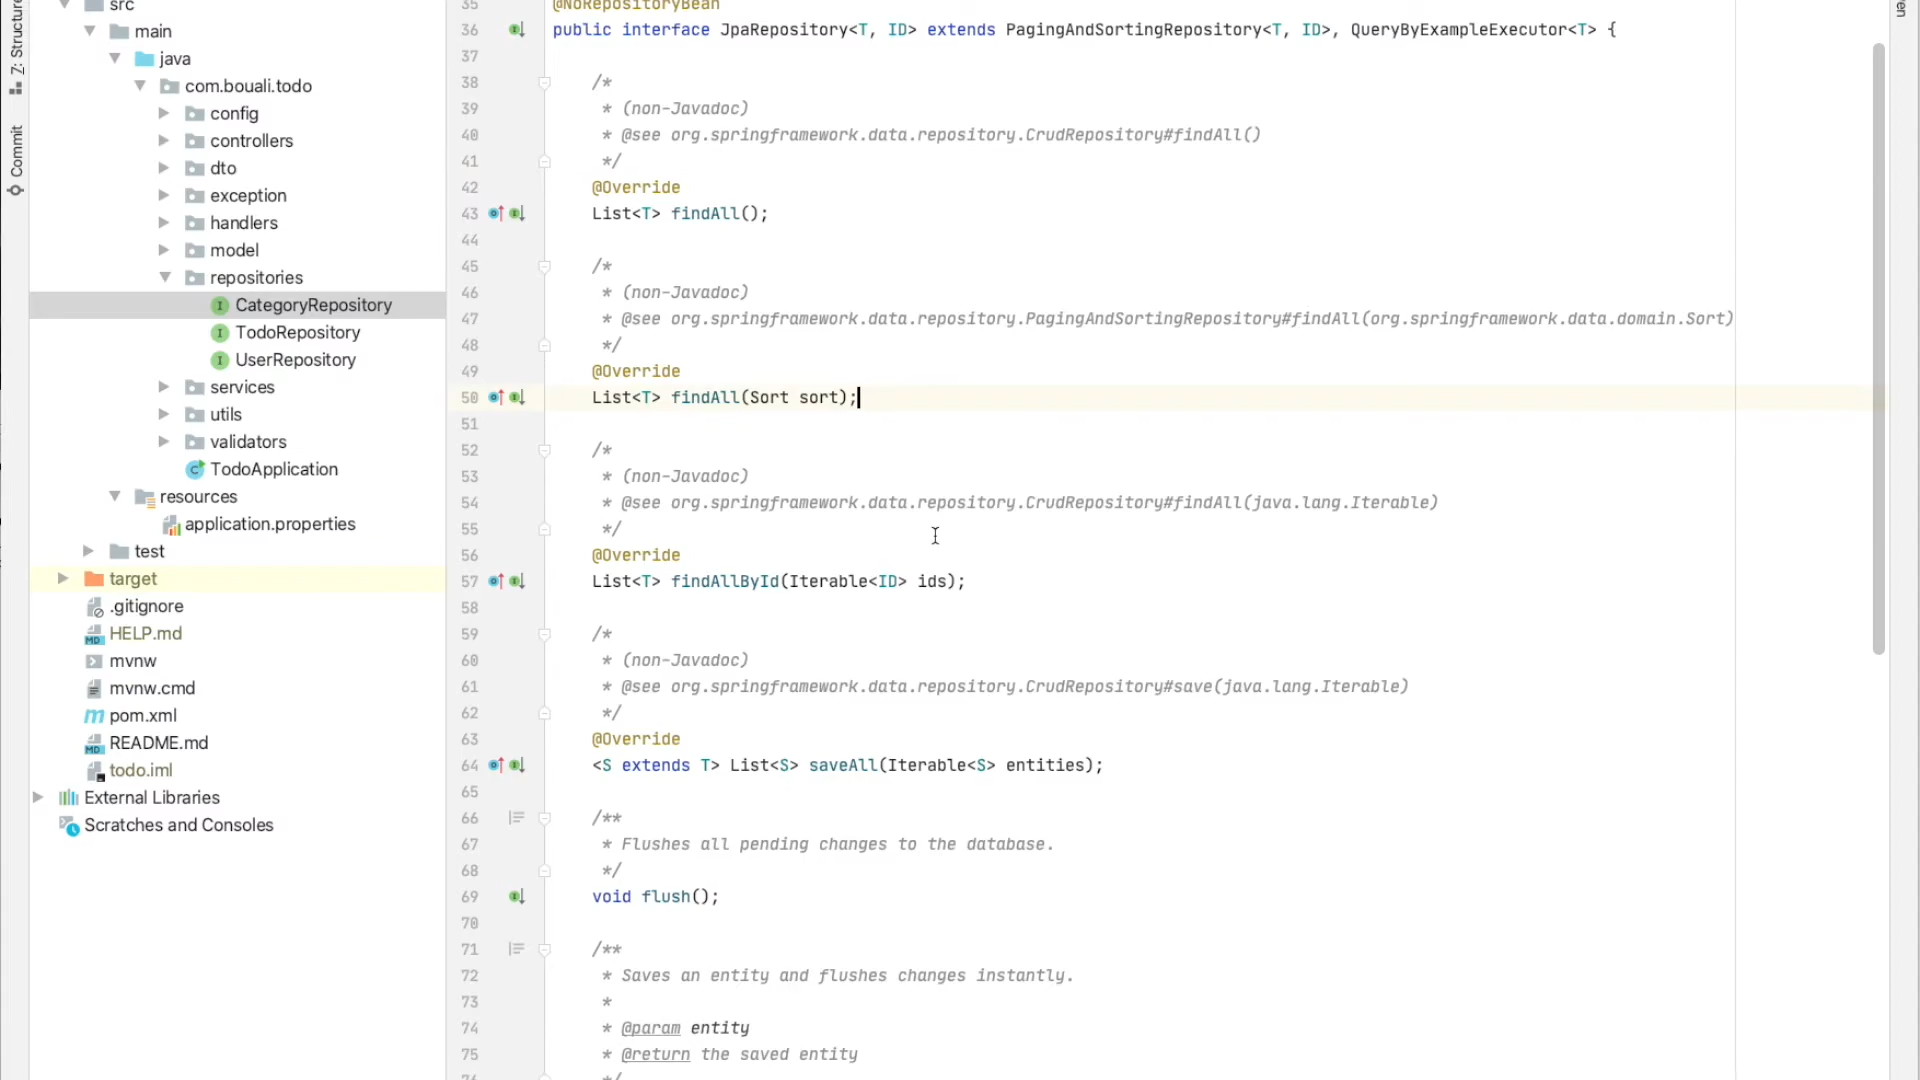 Z: Structure
Commit
src
main
java
com.bouali.todo
config
controllers
dto
exception
handlers
model
repositories
CategoryRepository
TodoRepository
UserRepository
services
utils
validators
TodoApplication
resources
application.properties
test
target
.gitignore
HELP.md
mvnw
mvnw.cmd
pom.xml
README.md
todo.iml
External Libraries
Scratches and Consoles
35 @NoRepositoryBean
36 public interface JpaRepository<T, ID> extends PagingAndSortingRepository<T, ID>, QueryByExampleExecutor<T> {
37
38 /*
39 * (non-Javadoc)
40 * @see org.springframework.data.repository.CrudRepository#findAll()
41 */
42 @Override
43 List<T> findAll();
44
45 /*
46 * (non-Javadoc)
47 * @see org.springframework.data.repository.PagingAndSortingRepository#findAll(org.springframework.data.domain.Sort)
48 */
49 @Override
50 List<T> findAll(Sort sort);
51
52 /*
53 * (non-Javadoc)
54 * @see org.springframework.data.repository.CrudRepository#findAll(java.lang.Iterable)
55 */
56 @Override
57 List<T> findAllById(Iterable<ID> ids);
58
59 /*
60 * (non-Javadoc)
61 * @see org.springframework.data.repository.CrudRepository#save(java.lang.Iterable)
62 */
63 @Override
64 <S extends T> List<S> saveAll(Iterable<S> entities);
65
66 /**
67 * Flushes all pending changes to the database.
68 */
69 void flush();
70
71 /**
72 * Saves an entity and flushes changes instantly.
73 *
74 * @param entity
75 * @return the saved entity
76 */